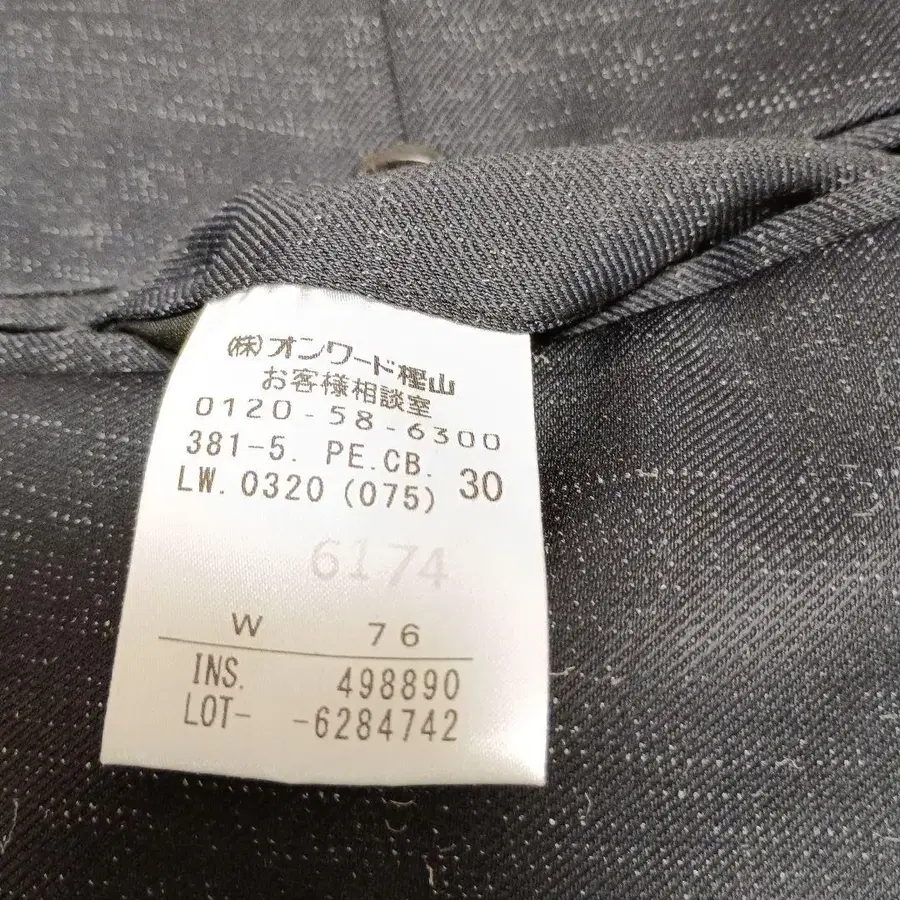 (株)オンワード樫山
お客様相談室
0120-58-6300
381-5. PE.CB. 30
LW. 0320 (075)
6174
W 76
INS. 498890
LOT- -6284742